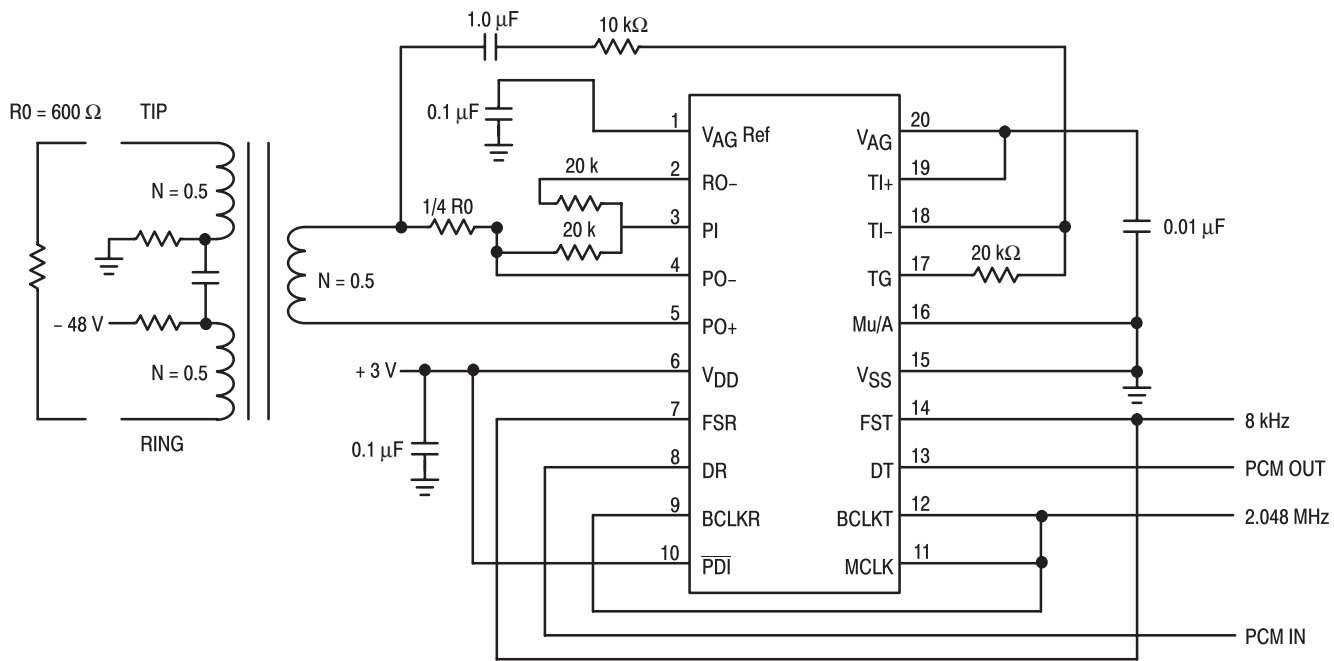 1.0 μF
10 kΩ
R0 = 600 Ω
TIP
0.1 μF
N = 0.5
– 48 V
N = 0.5
RING
N = 0.5
1/4 R0
20 k
20 k
+ 3 V
0.1 μF
1
VAG Ref
2
RO–
3
PI
4
PO–
5
PO+
6
VDD
7
FSR
8
DR
9
BCLKR
10
PDI
20
VAG
19
TI+
18
TI–
17
TG
16
Mu/A
15
VSS
14
FST
13
DT
12
BCLKT
11
MCLK
20 kΩ
0.01 μF
8 kHz
PCM OUT
2.048 MHz
PCM IN